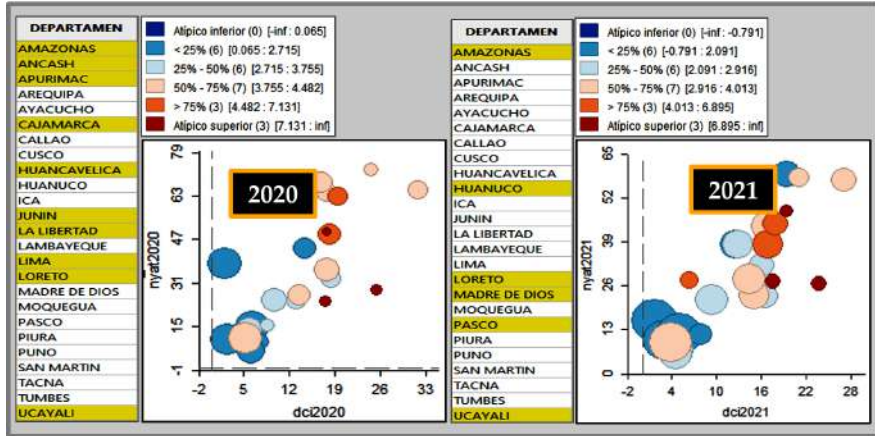 DEPARTAMEN
AMAZONAS
ANCASH
APURIMAC
AREQUIPA
AYACUCHO
CAJAMARCA
CALLAO
CUSCO
HUANCAVELICA
HUANUCO
ICA
JUNIN
LA LIBERTAD
LAMBAYEQUE
LIMA
LORETO
MADRE DE DIOS
MOQUEGUA
PASCO
PIURA
PUNO
SAN MARTIN
TACNA
TUMBES
UCAYALI
Atípico inferior (0) [-inf : 0.065]
< 25% (6) [0.065 : 2.715]
25% - 50% (6) [2.715 : 3.755]
50% - 75% (7) [3.755 : 4.482]
> 75% (3) [4.482 : 7.131]
Atípico superior (3) [7.131 : inf]
2020
nyat2020
79
63
47
31
15
-1
-2
5
12
19
26
33
dci2020
DEPARTAMEN
AMAZONAS
ANCASH
APURIMAC
AREQUIPA
AYACUCHO
CAJAMARCA
CALLAO
CUSCO
HUANCAVELICA
HUANUCO
ICA
JUNIN
LA LIBERTAD
LAMBAYEQUE
LIMA
LORETO
MADRE DE DIOS
MOQUEGUA
PASCO
PIURA
PUNO
SAN MARTIN
TACNA
TUMBES
UCAYALI
Atípico inferior (0) [-inf : -0.791]
< 25% (6) [-0.791 : 2.091]
25% - 50% (6) [2.091 : 2.916]
50% - 75% (7) [2.916 : 4.013]
> 75% (3) [4.013 : 6.895]
Atípico superior (3) [6.895 : inf]
2021
nyat2021
65
52
39
26
13
0
-2
4
10
16
22
28
dci2021